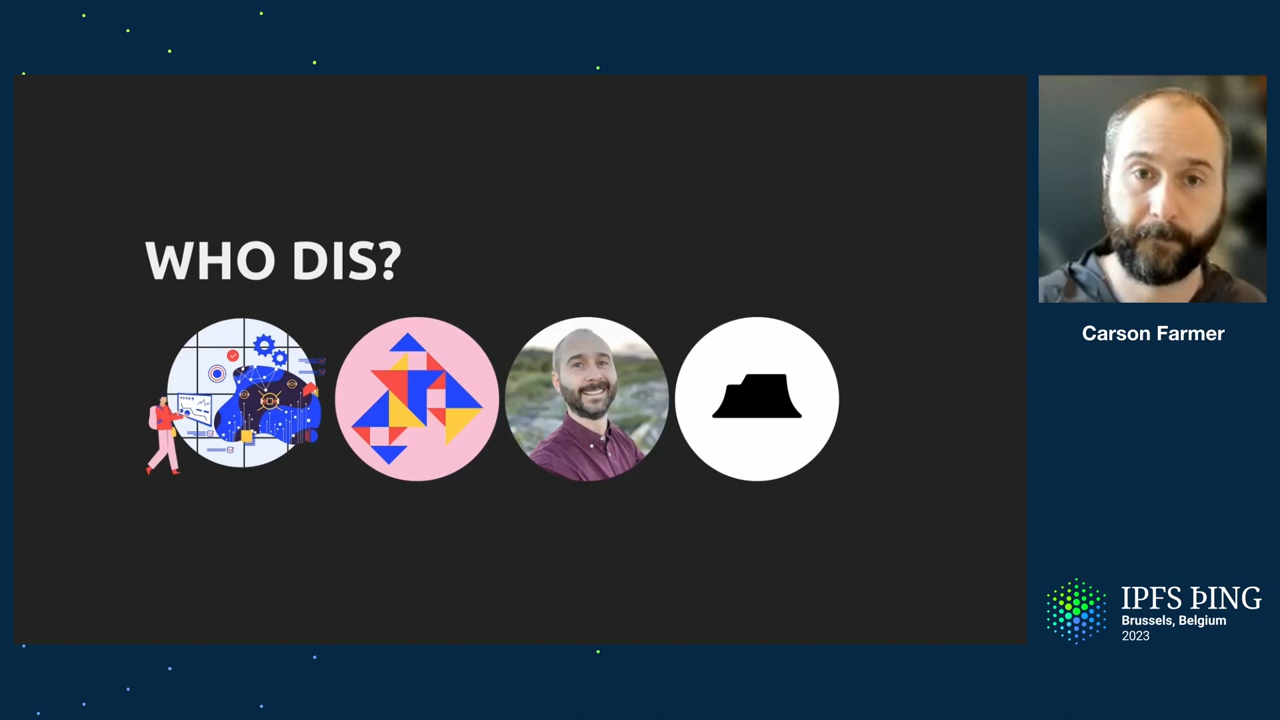 WHO DIS?
Carson Farmer
IPFS ÞING
Brussels, Belgium
2023